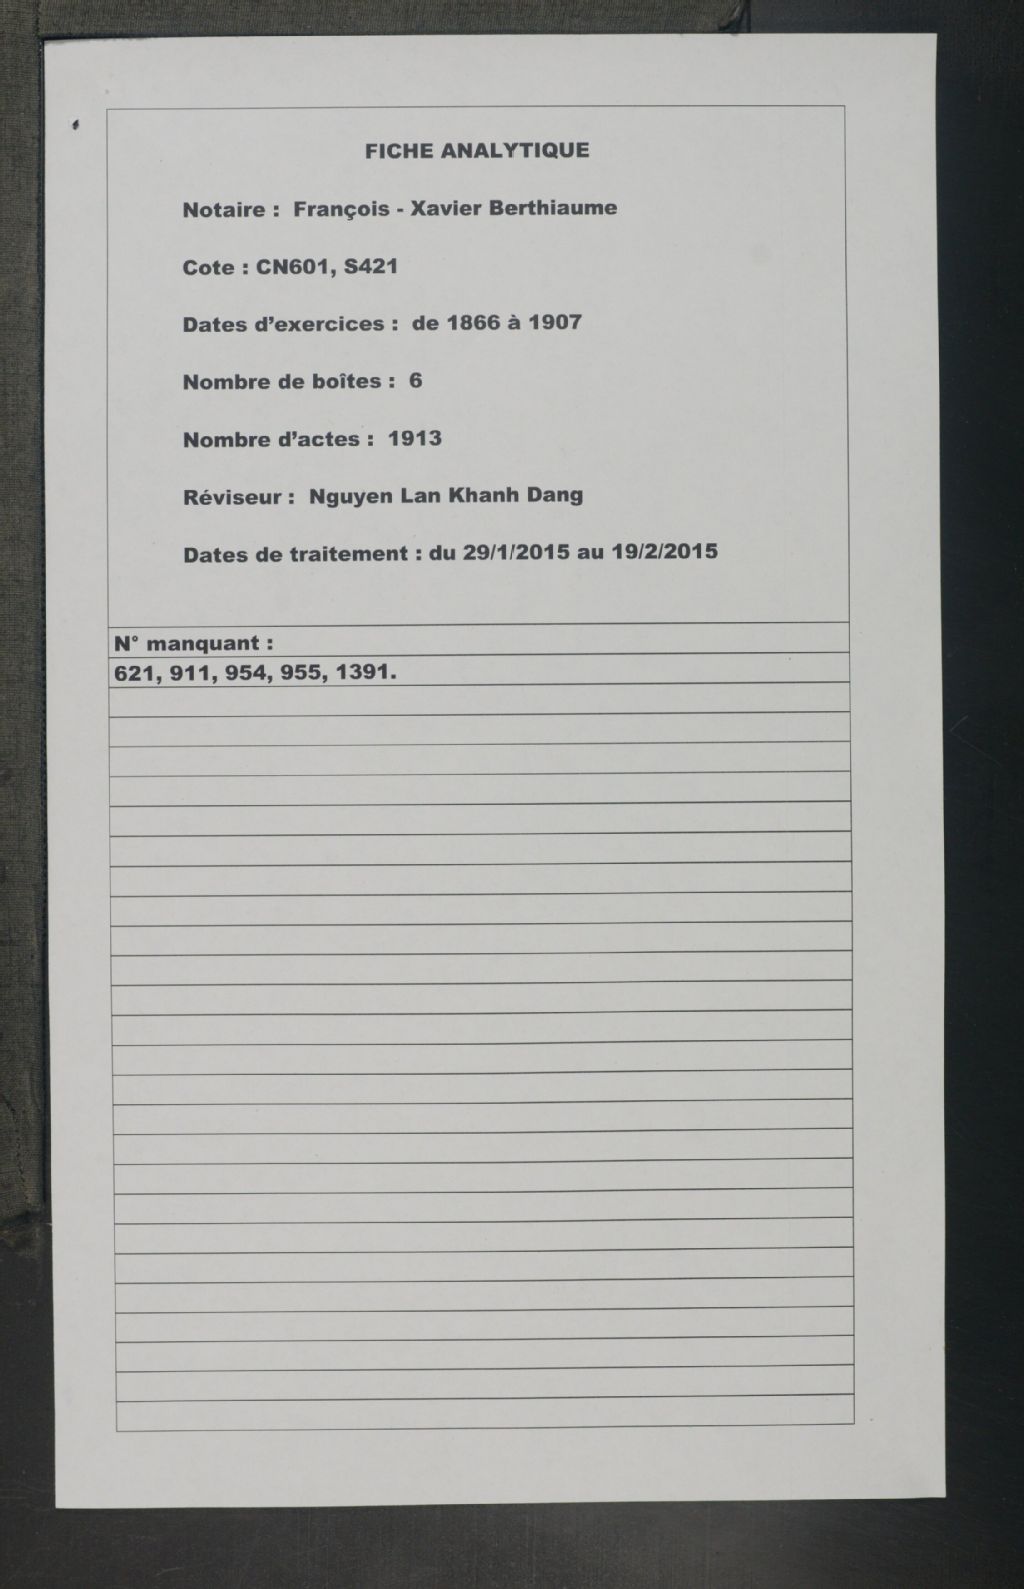 FICHE ANALYTIQUE
Notaire : François - Xavier Berthiaume
Cote : CN601, S421
Dates d'exercices : de 1866 à 1907
Nombre de boîtes : 6
Nombre d'actes : 1913
Réviseur : Nguyen Lan Khanh Dang
Dates de traitement : du 29/1/2015 au 19/2/2015
N° manquant :
621, 911, 954, 955, 1391.